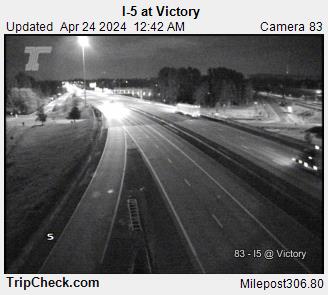 I-5 at Victory
Updated Apr 24 2024 12:42 AM Camera 83
T
S
83 - I5 @ Victory
TripCheck.com Milepost306.80